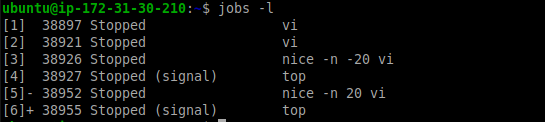 ubuntu@ip-172-31-30-210:~$ jobs -l
[1]  38897 Stopped                 vi
[2]  38921 Stopped                 vi
[3]  38926 Stopped                 nice -n -20 vi
[4]  38927 Stopped (signal)        top
[5]- 38952 Stopped                 nice -n 20 vi
[6]+ 38955 Stopped (signal)        top